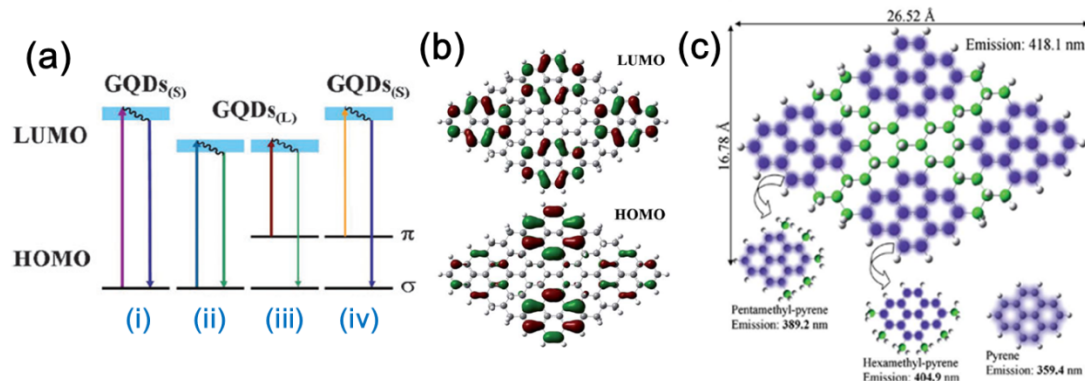 (a)
GQDs(S)
GQDs(L)
GQDs(S)
LUMO
HOMO
π
σ
(i)
(ii)
(iii)
(iv)
(b)
LUMO
HOMO
(c)
26.52 Å
16.78 Å
Emission: 418.1 nm
Pentamethyl-pyrene
Emission: 389.2 nm
Hexamethyl-pyrene
Emission: 404.9 nm
Pyrene
Emission: 359.4 nm